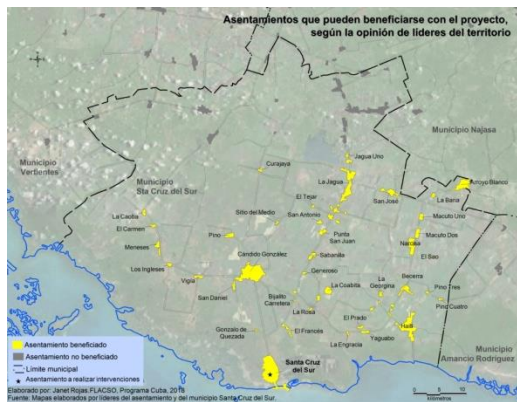 Asentamientos que pueden beneficiarse con el proyecto,
según la opinión de líderes del territorio
Municipio Najasa
Municipio
Vertientes
Municipio
Sta Cruz del Sur
Jagua Uno
Curajaya
La Jagua
Arroyo Blanco
San José
La Baria
El Tejar
La Caoba
Sitio del Medio
San Antonio
Macuto Uno
El Carmen
Pino
Punta
San Juan
Macuto Dos
Meneses
Naroka
Sabanila
El Sao
Cándido González
Los Ingleses
Generoso
Vigía
La Coabita
La
Georgina
Becerra
Pino Tres
San Daniel
Bijalito
Carretera
Pino Cuatro
La Rosa
El Prado
Gonzalo de
Quezada
El Francés
Haití
La Engracia
Yaguabo
Santa Cruz
del Sur
Municipio
Amancio Rodríguez
Asentamiento beneficiado
Asentamiento no beneficiado
Límite municipal
Asentamiento a realizar intervenciones
0 5 10
kilómetros
Elaborado por: Janet Rojas.FLACSO, Programa Cuba, 2018
Fuente: Mapas elaborados por líderes del asentamiento y del municipio Santa Cruz del Sur.